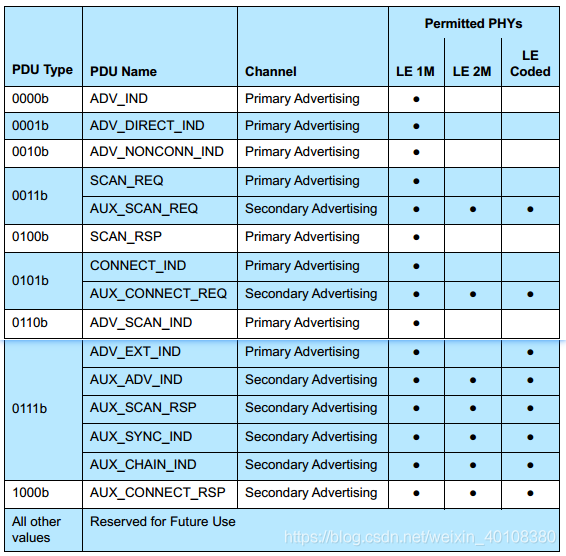 Permitted PHYs
PDU Type PDU Name Channel LE 1M LE 2M LE Coded
0000b ADV_IND Primary Advertising ●
0001b ADV_DIRECT_IND Primary Advertising ●
0010b ADV_NONCONN_IND Primary Advertising ●
0011b SCAN_REQ Primary Advertising ●
AUX_SCAN_REQ Secondary Advertising ● ● ●
0100b SCAN_RSP Primary Advertising ●
0101b CONNECT_IND Primary Advertising ●
AUX_CONNECT_REQ Secondary Advertising ● ● ●
0110b ADV_SCAN_IND Primary Advertising ●
0111b ADV_EXT_IND Primary Advertising ● ●
AUX_ADV_IND Secondary Advertising ● ● ●
AUX_SCAN_RSP Secondary Advertising ● ● ●
AUX_SYNC_IND Secondary Advertising ● ● ●
AUX_CHAIN_IND Secondary Advertising ● ● ●
1000b AUX_CONNECT_RSP Secondary Advertising ● ● ●
All other values Reserved for Future Use
https://blog.csdn.net/weixin_40108380